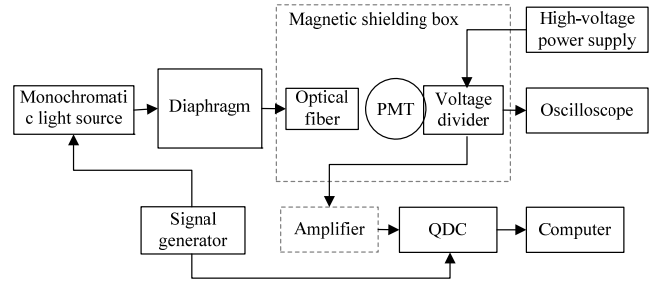 Magnetic shielding box
High-voltage
power supply
Monochromati
c light source
Diaphragm
Optical
fiber
PMT
Voltage
divider
Oscilloscope
Signal
generator
Amplifier
QDC
Computer